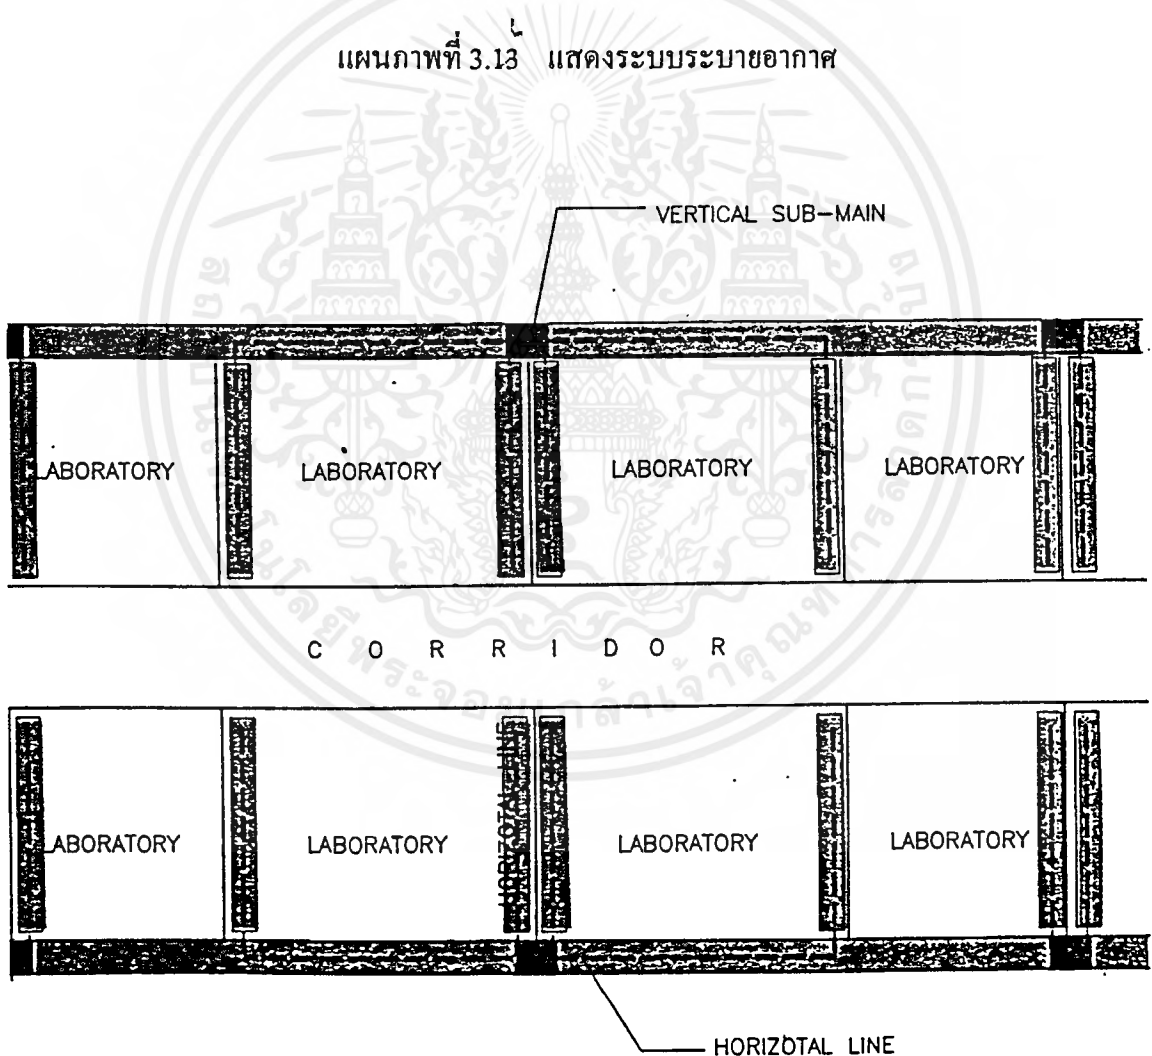 แผนภาพที่ 3.13 แสดงระบบระบายอากาศ
VERTICAL SUB-MAIN
LABORATORY LABORATORY LABORATORY LABORATORY
CORRIDOR
HORIZOTAL LINE
LABORATORY LABORATORY LABORATORY LABORATORY
HORIZOTAL LINE